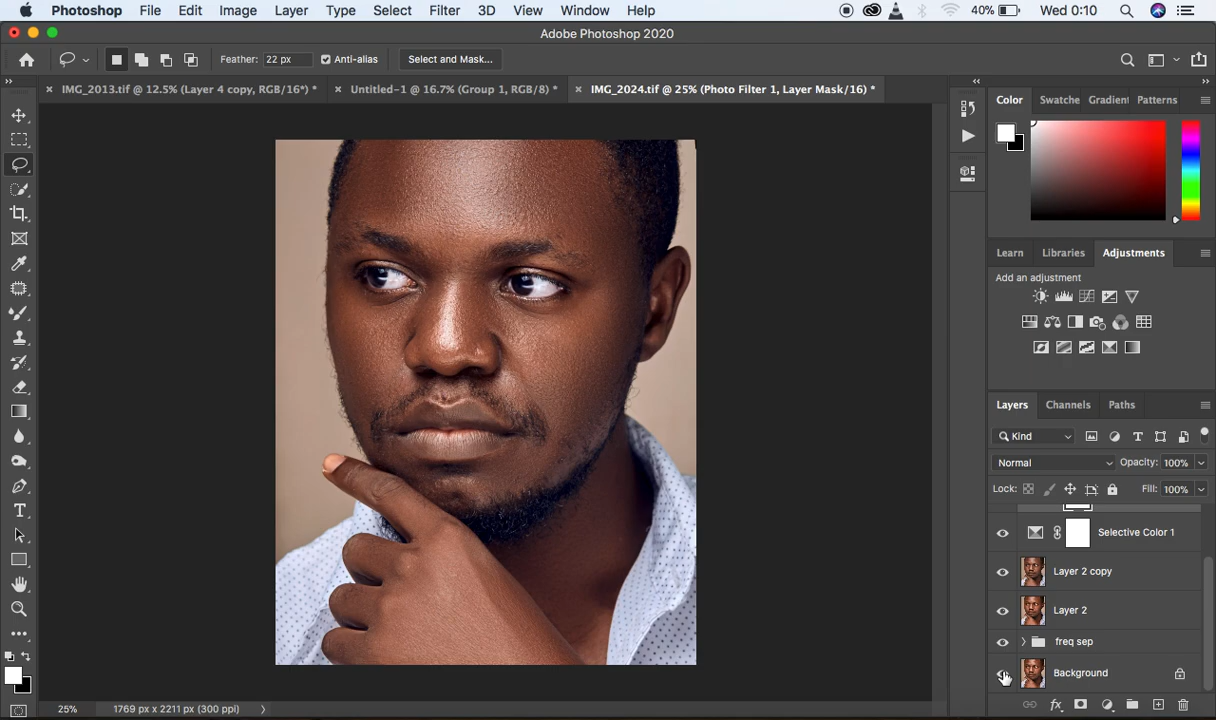 Photoshop File Edit Image Layer Type Select Filter 3D View Window Help 40% Wed 0:10
Adobe Photoshop 2020
Feather: 22 px Anti-alias Select and Mask...
IMG_2013.tif @ 12.5% (Layer 4 copy, RGB/16*) * Untitled-1 @ 16.7% (Group 1, RGB/8) * IMG_2024.tif @ 25% (Photo Filter 1, Layer Mask/16) *
Color Swatche Gradient Patterns
Learn Libraries Adjustments
Add an adjustment
Layers Channels Paths
Kind
Normal Opacity: 100%
Lock: Fill: 100%
Selective Color 1
Layer 2 copy
Layer 2
freq sep
Background
25% 1769 px x 2211 px (300 ppi)